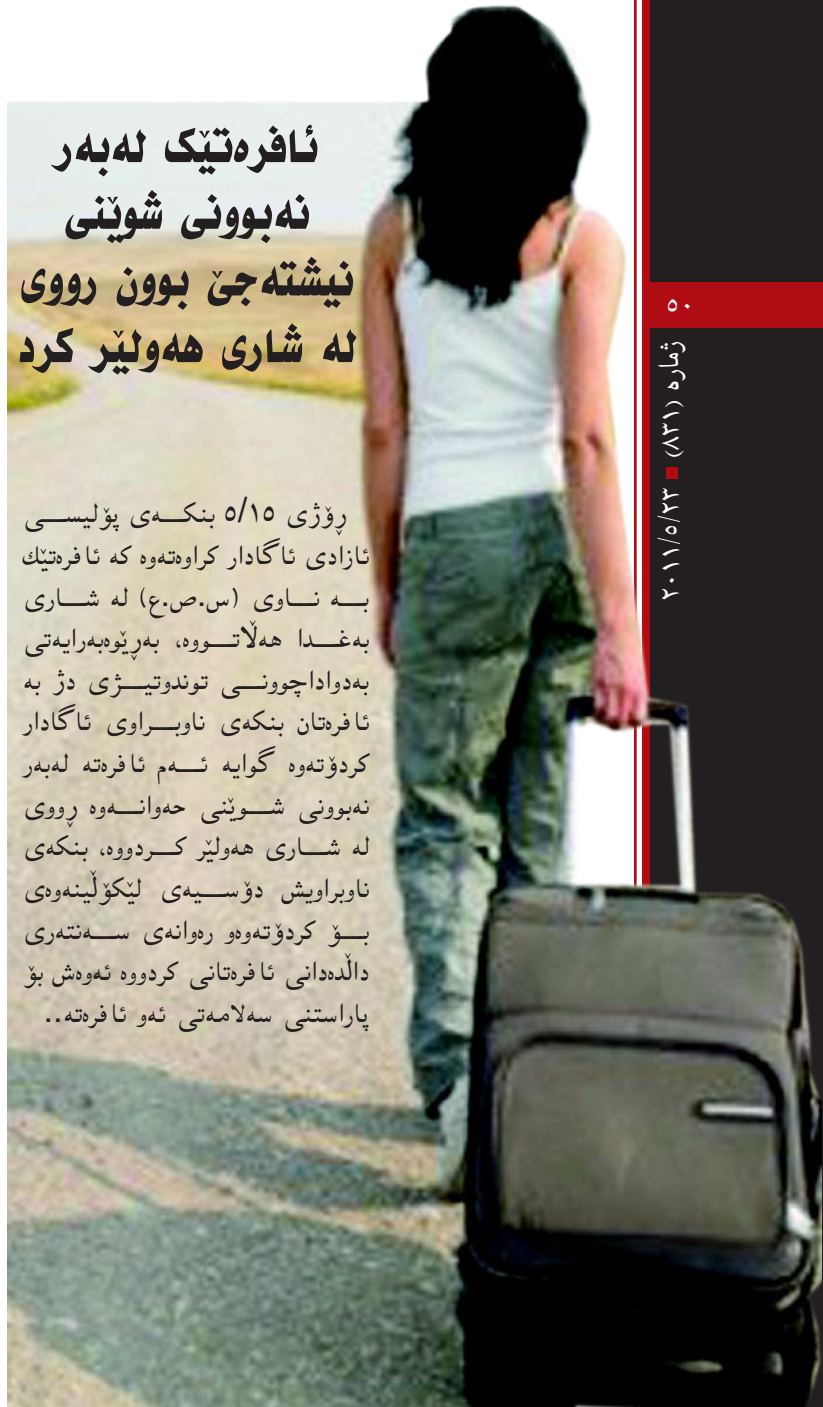 ئافرەتێک لەبەر
نەبوونی شوێنی
نیشتەجێ بوون رووی
لە شاری هەولێر کرد
ڕۆژی ٥/١٥ بنکەی پۆلیسی
ئازادی ئاگادار کراوەتەوە کە ئافرەتێك
بە ناوی (س.ص.ع) لە شاری
بەغدا هەڵاتووە، بەڕێوەبەرایەتی
بەدواداچوونی توندوتیژی دژ بە
ئافرەتان بنکەی ناوبراوی ئاگادار
کردۆتەوە گوایە ئەم ئافرەتە لەبەر
نەبوونی شوێنی حەوانەوە ڕووی
لە شاری هەولێر کردووە، بنکەی
ناوبراویش دۆسیەی لێکۆڵینەوەی
بۆ کردۆتەوەو رەوانەی سەنتەری
داڵدەدانی ئافرەتانی کردووە ئەوەش بۆ
پاراستنی سەلامەتی ئەو ئافرەتە..
٥٠
ژمارە (٨٣١) ■ ٢٠١١/٥/٢٣